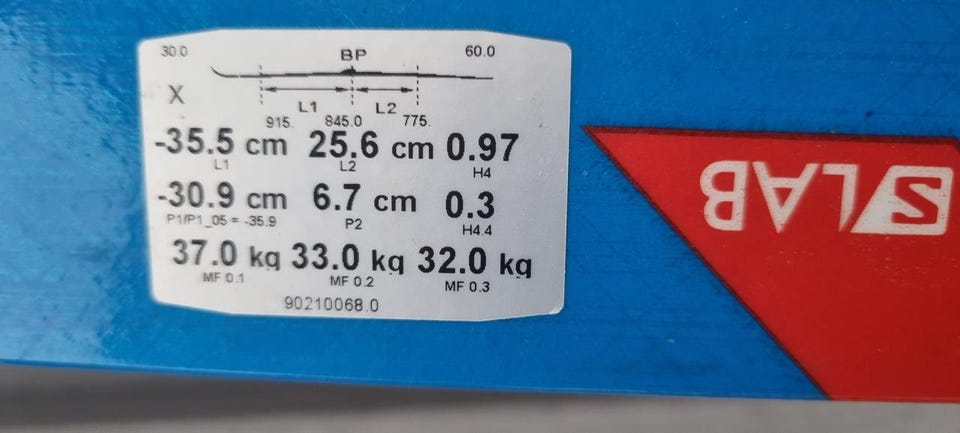 30.0 BP 60.0
X
L1 L2
915. 845.0 775.
-35.5 cm 25.6 cm 0.97
L1 L2 H4
-30.9 cm 6.7 cm 0.3
P1/P1_05 = -35.9 P2 H4.4
37.0 kg 33.0 kg 32.0 kg
MF 0.1 MF 0.2 MF 0.3
90210068.0
S/LAB